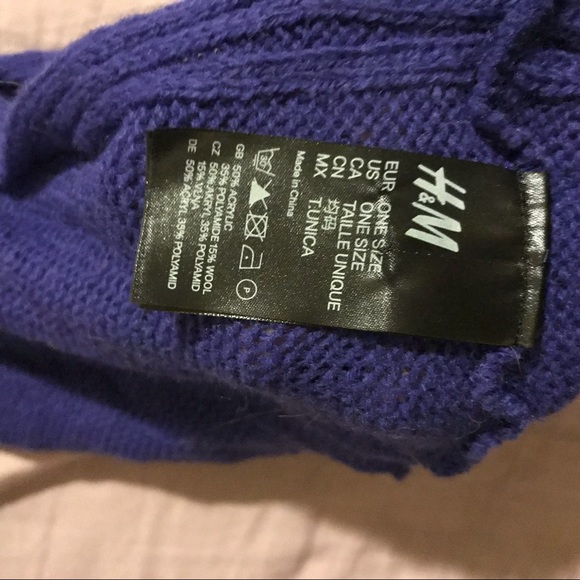 H&M
EUR ONE SIZE
US ONE SIZE
CA TAILLE UNIQUE
CN 均码
MX T.UNICA
Made in China
P
GB 50% ACRYLIC
35% POLYAMIDE 15% WOOL
CZ 50% AKRYL 35% POLYAMID
15% VLNA
DE 50% ACRYL 35% POLYAMID